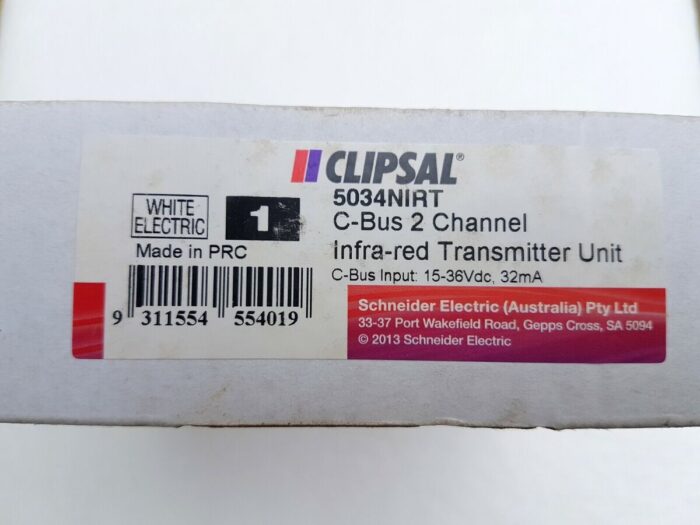 CLIPSAL®
5034NIRT
C-Bus 2 Channel
Infra-red Transmitter Unit
C-Bus Input: 15-36Vdc, 32mA
WHITE
ELECTRIC
1
Made in PRC
9 311554 554019
Schneider Electric (Australia) Pty Ltd
33-37 Port Wakefield Road, Gepps Cross, SA 5094
© 2013 Schneider Electric